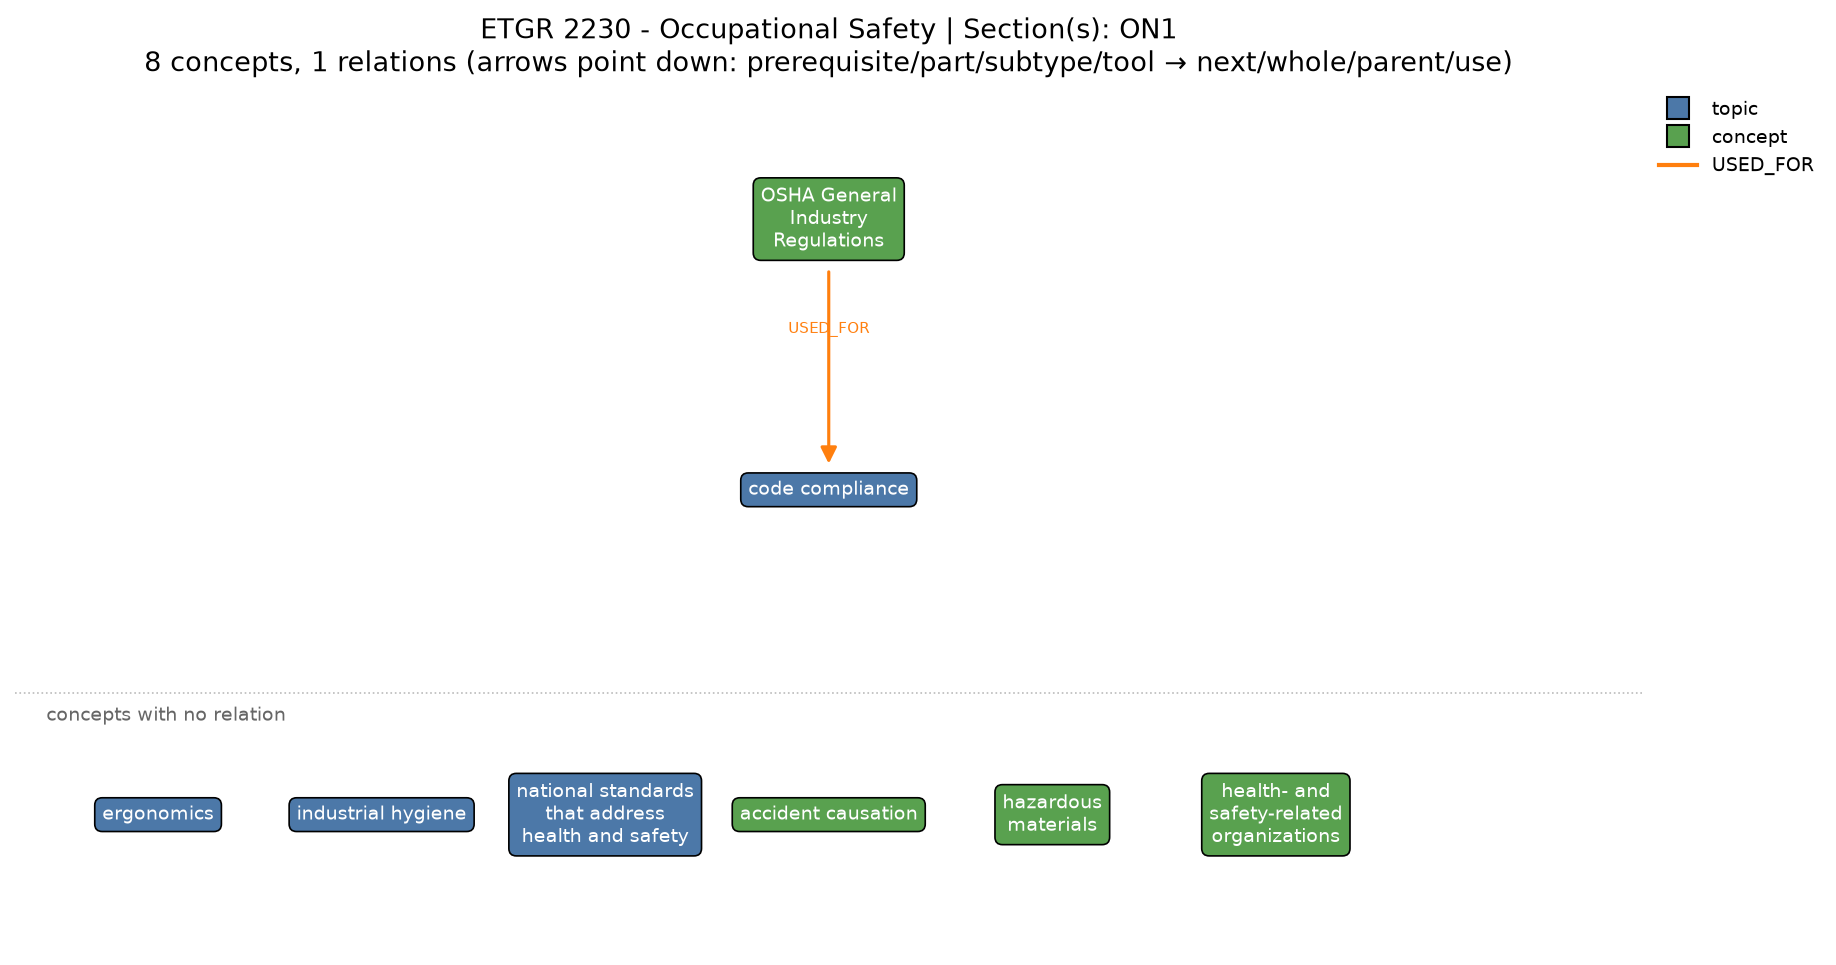 ETGR 2230 - Occupational Safety | Section(s): ON1
8 concepts, 1 relations (arrows point down: prerequisite/part/subtype/tool → next/whole/parent/use)
topic
concept
USED_FOR
OSHA General
Industry
Regulations
USED_FOR
code compliance
concepts with no relation
ergonomics
industrial hygiene
national standards
that address
health and safety
accident causation
hazardous
materials
health- and
safety-related
organizations